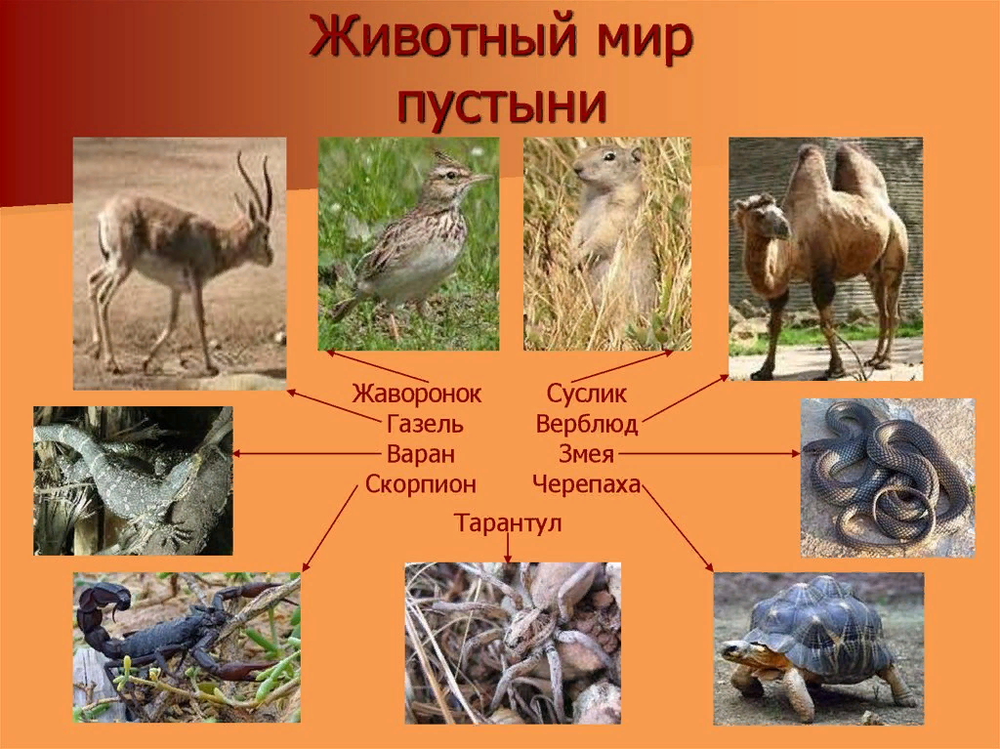 Животный мир
пустыни
Жаворонок
Газель
Варан
Скорпион
Суслик
Верблюд
Змея
Черепаха
Тарантул